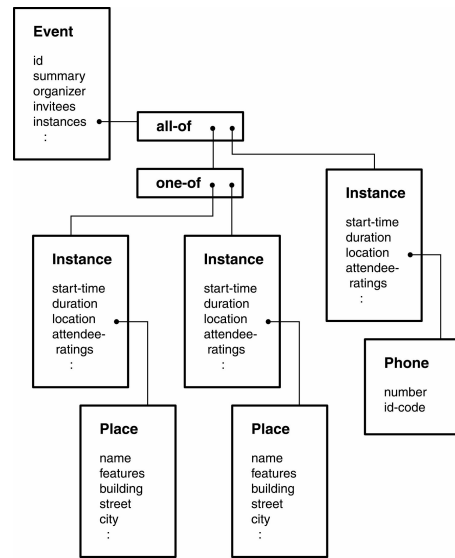 Event
id
summary
organizer
invitees
instances
:
all-of
one-of
Instance
start-time
duration
location
attendee-
ratings
:
Instance
start-time
duration
location
attendee-
ratings
:
Instance
start-time
duration
location
attendee-
ratings
:
Phone
number
id-code
Place
name
features
building
street
city
:
Place
name
features
building
street
city
: